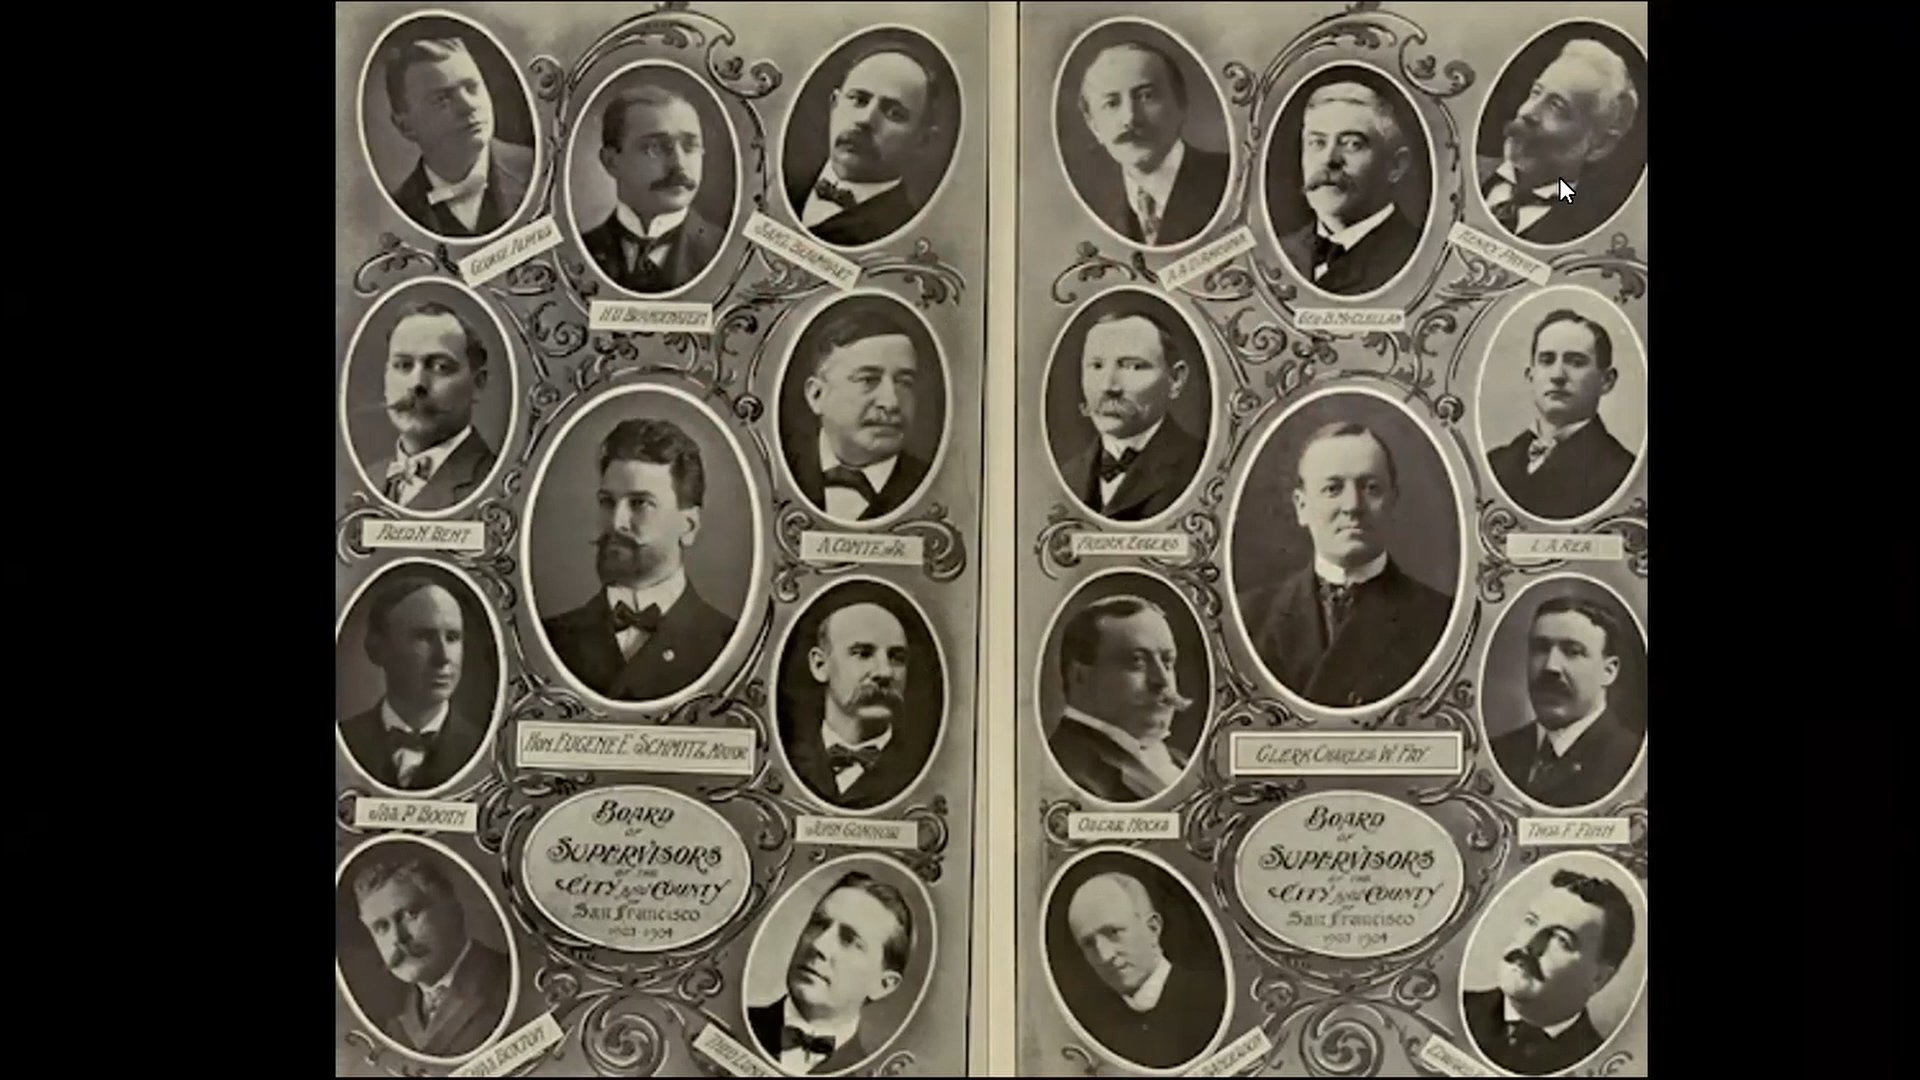 GEORGE ALPERS
H.U. BRANDENSTEIN
SAM'L BRAUNHART
FRED N. BENT
A. COMTE JR.
HON. EUGENE E. SCHMITZ, MAYOR
JAS. P. BOOTH
JOHN CONNOR
BOARD
OF
SUPERVISORS
OF THE
CITY AND COUNTY
OF
San Francisco
1903-1904
BOXTON
A.A. D'ANCONA
GEO. B. McCLELLAN
HENRY PAYOT
FREDK. EGGERS
L. A. REA
CLERK CHARLES W. FAY
OSCAR HOCKS
THOS. F. FINN
BOARD
OF
SUPERVISORS
OF THE
CITY AND COUNTY
OF
San Francisco
1903-1904